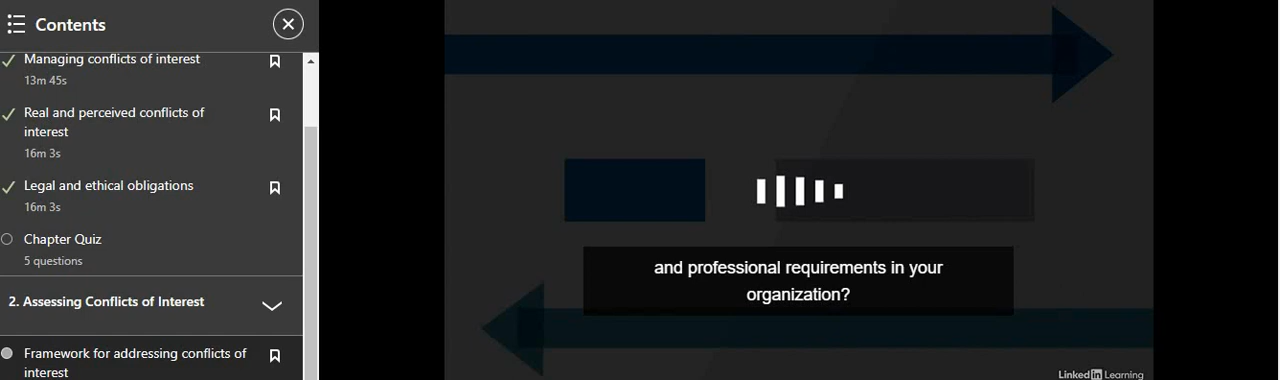 Contents
Managing conflicts of interest
13m 45s
Real and perceived conflicts of
interest
16m 3s
Legal and ethical obligations
16m 3s
Chapter Quiz
5 questions
2. Assessing Conflicts of Interest
Framework for addressing conflicts of
interest
and professional requirements in your
organization?
Linked in Learning